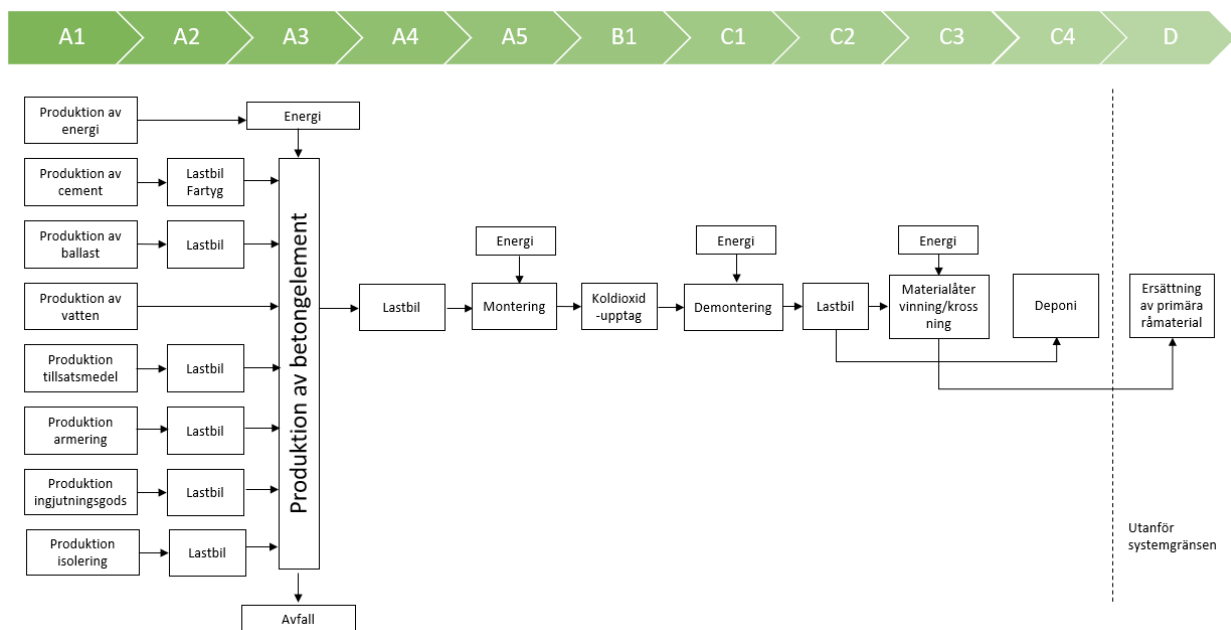 A1
A2
A3
A4
A5
B1
C1
C2
C3
C4
D
Produktion av
energi
Energi
Produktion av
cement
Lastbil
Fartyg
Produktion av
ballast
Lastbil
Produktion av
vatten
Produktion
tillsatsmedel
Lastbil
Produktion
armering
Lastbil
Produktion
ingjutningsgods
Lastbil
Produktion
isolering
Lastbil
Produktion av betongelement
Avfall
Lastbil
Energi
Montering
Koldioxid
-upptag
Energi
Demontering
Lastbil
Energi
Materialåter
vinning/kross
ning
Deponi
Ersättning
av primära
råmaterial
Utanför
systemgränsen